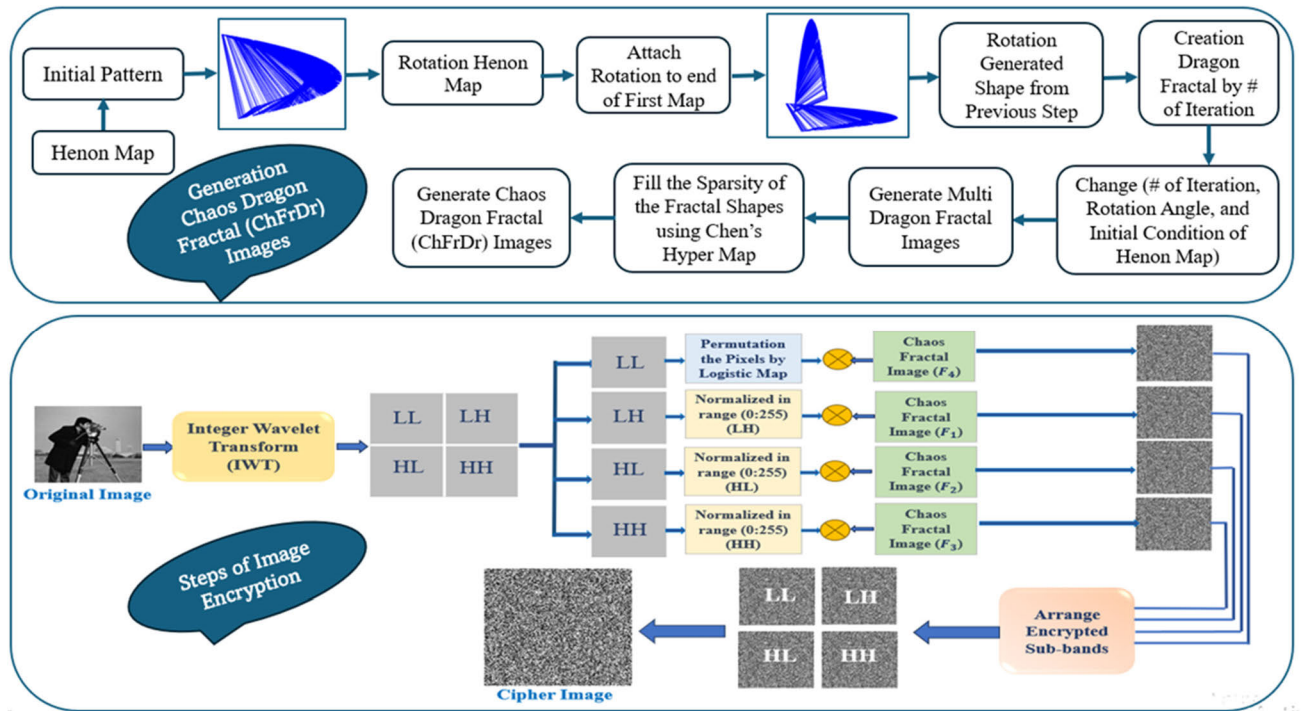 Initial Pattern
Henon Map
Rotation Henon
Map
Attach
Rotation to end
of First Map
Rotation
Generated
Shape from
Previous Step
Creation
Dragon
Fractal by #
of Iteration
Change (# of Iteration,
Rotation Angle, and
Initial Condition of
Henon Map)
Generate Multi
Dragon Fractal
Images
Fill the Sparsity of
the Fractal Shapes
using Chen’s
Hyper Map
Generate Chaos
Dragon Fractal
(ChFrDr) Images
Generation
Chaos Dragon
Fractal (ChFrDr)
Images
Original Image
Integer Wavelet
Transform
(IWT)
LL LH
HL HH
LL
Permutation
the Pixels by
Logistic Map
Chaos
Fractal
Image (F4)
LH
Normalized in
range (0:255)
(LH)
Chaos
Fractal
Image (F1)
HL
Normalized in
range (0:255)
(HL)
Chaos
Fractal
Image (F2)
HH
Normalized in
range (0:255)
(HH)
Chaos
Fractal
Image (F3)
Steps of Image
Encryption
Arrange
Encrypted
Sub-bands
LL LH
HL HH
Cipher Image